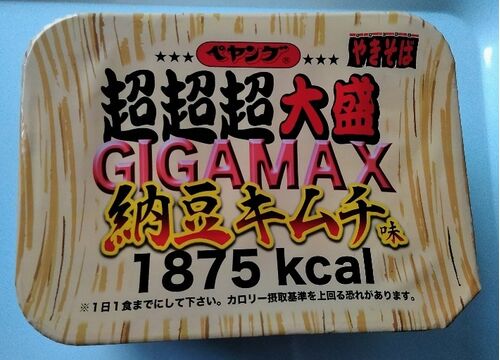 ★★★ ペヤング® ★★★ やきそば
超超超大盛
GIGAMAX
納豆キムチ味
1875 kcal
※1日1食までにして下さい。カロリー摂取基準を上回る恐れがあります。